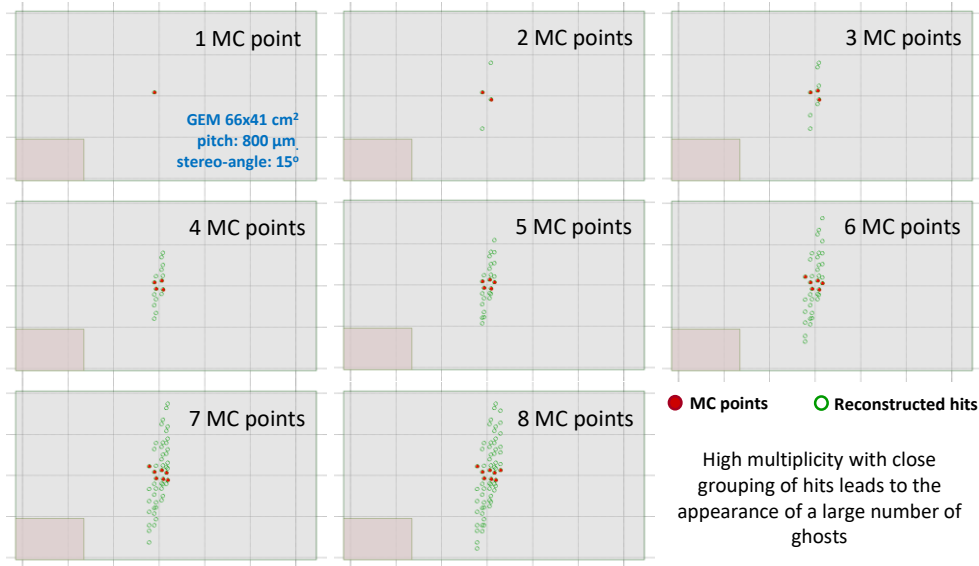 1 MC point
GEM 66x41 cm²
pitch: 800 µm.
stereo-angle: 15⁰
2 MC points
3 MC points
4 MC points
5 MC points
6 MC points
7 MC points
8 MC points
MC points
Reconstructed hits
High multiplicity with close
grouping of hits leads to the
appearance of a large number of
ghosts